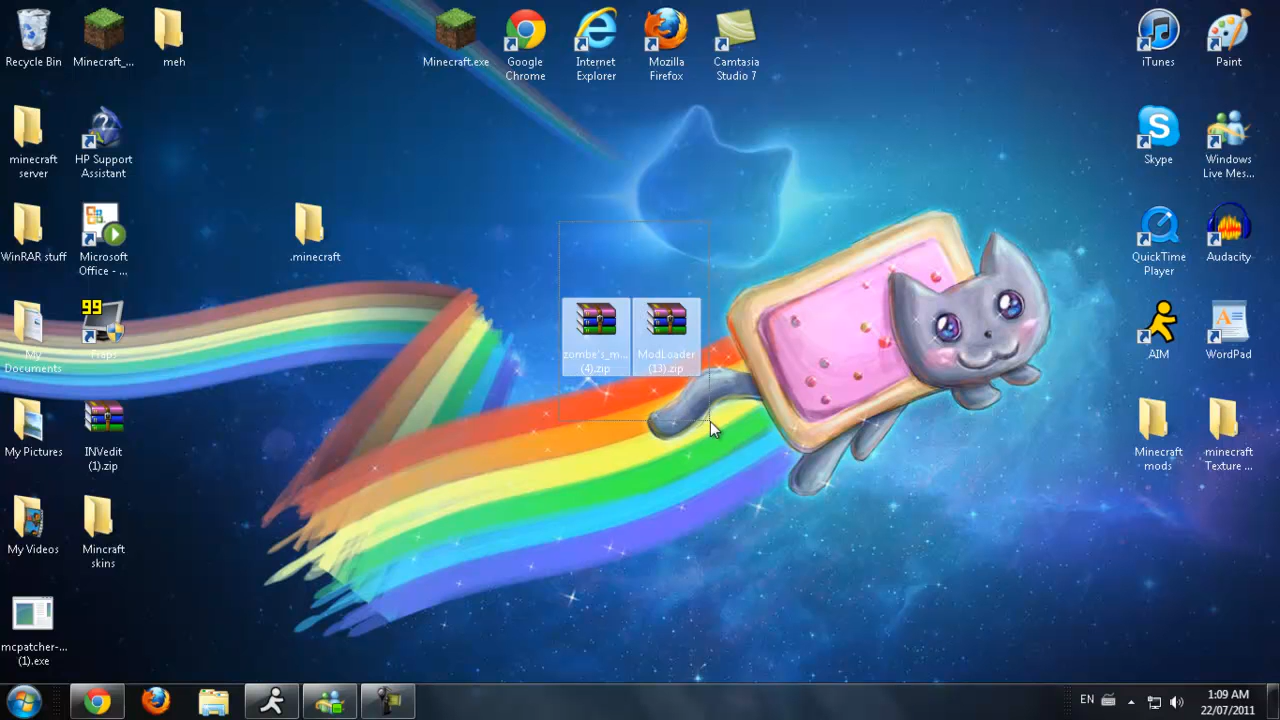 Recycle Bin
Minecraft_...
meh
Minecraft.exe
Google
Chrome
Internet
Explorer
Mozilla
Firefox
Camtasia
Studio 7
iTunes
Paint
minecraft
server
HP Support
Assistant
Skype
Windows
Live Mes...
WinRAR stuff
Microsoft
Office - ...
.minecraft
QuickTime
Player
Audacity
99
My
Documents
Fraps
zombe's_m...
(4).zip
ModLoader
(13).zip
AIM
WordPad
My Pictures
INVedit
(1).zip
Minecraft
mods
minecraft
Texture ...
My Videos
Mincraft
skins
mcpatcher-...
(1).exe
EN
1:09 AM
22/07/2011